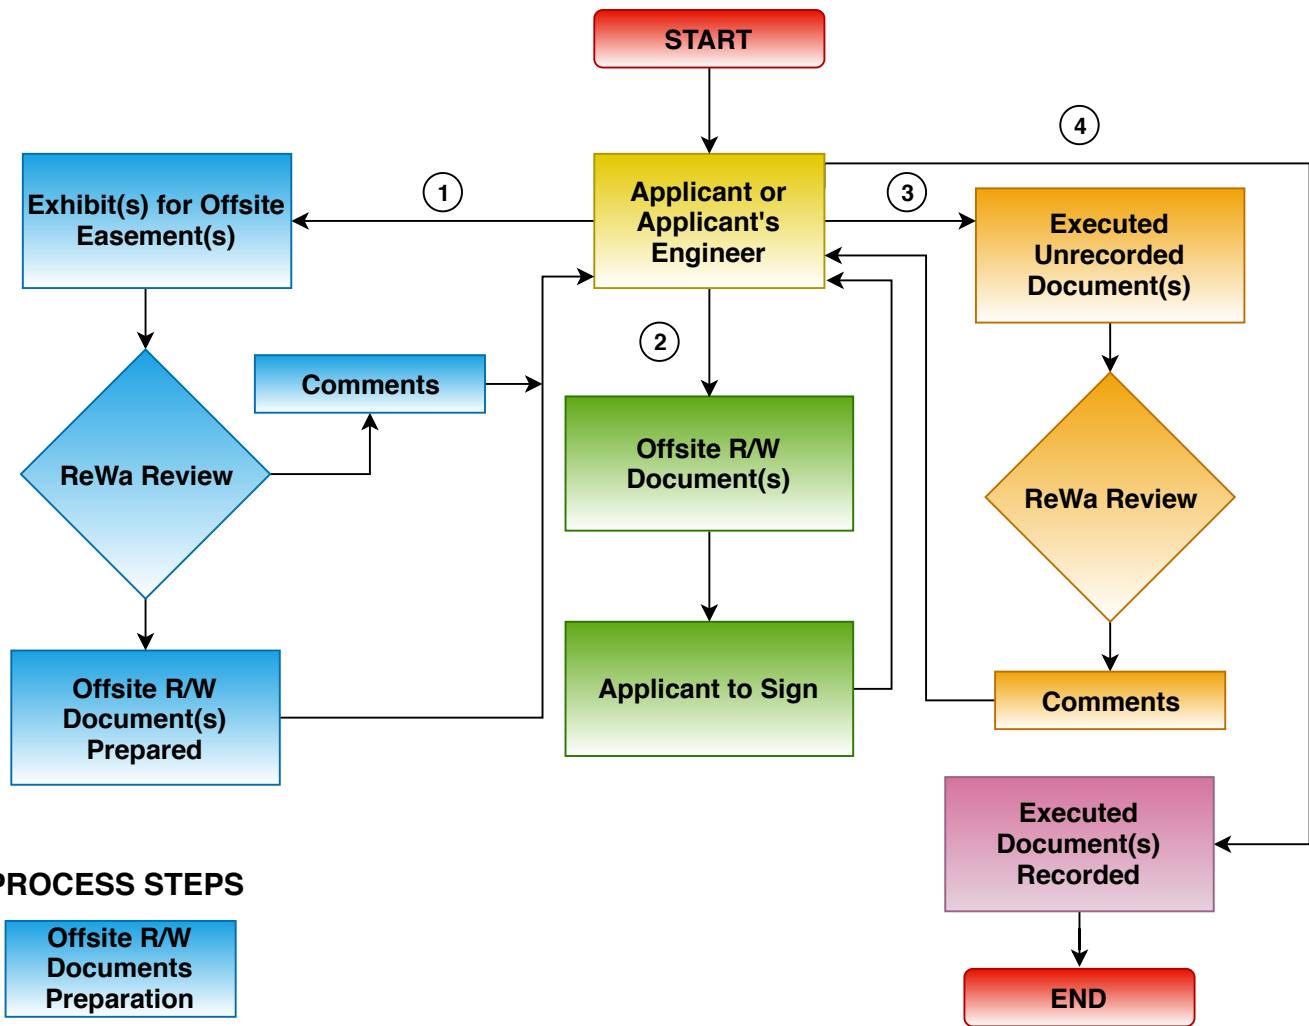 START
4
Exhibit(s) for Offsite
Easement(s)
1
Applicant or
Applicant's
Engineer
3
Executed
Unrecorded
Document(s)
2
Comments
ReWa Review
Offsite R/W
Document(s)
ReWa Review
Offsite R/W
Document(s)
Prepared
Applicant to Sign
Comments
Executed
Document(s)
Recorded
PROCESS STEPS
Offsite R/W
Documents
Preparation
END